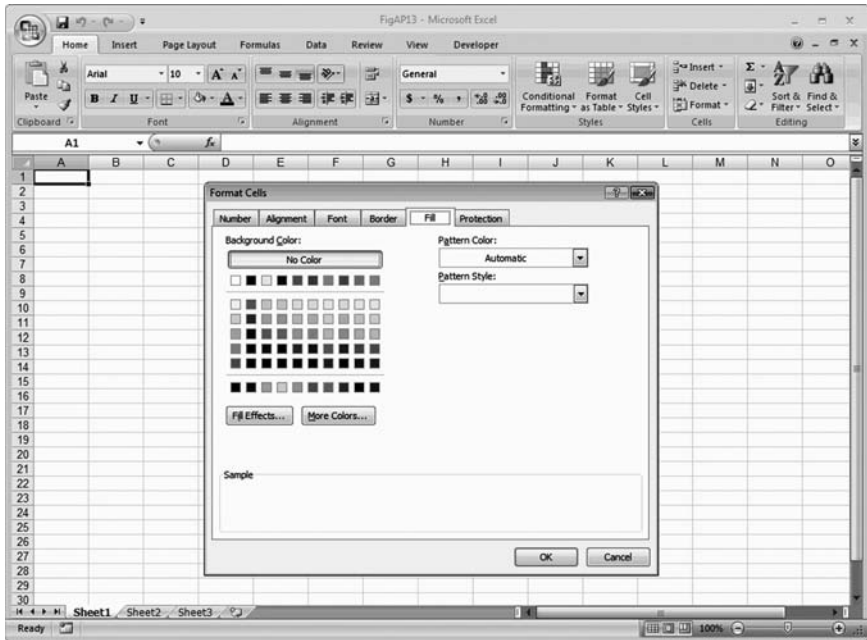 FigAP13 - Microsoft Excel
Home Insert Page Layout Formulas Data Review View Developer
Paste
Arial 10 A A
B I U A
General
$ % , .0 .00 .00 .0
Conditional Formatting
Format as Table
Cell Styles
Insert
Delete
Format
Σ
Sort & Filter
Find & Select
Clipboard Font Alignment Number Styles Cells Editing
A1 fx
A B C D E F G H I J K L M N O
1
2
3
4
5
6
7
8
9
10
11
12
13
14
15
16
17
18
19
20
21
22
23
24
25
26
27
28
29
30
Format Cells
Number Alignment Font Border Fill Protection
Background Color:
No Color
Pattern Color:
Automatic
Pattern Style:
Fill Effects... More Colors...
Sample
OK Cancel
Sheet1 Sheet2 Sheet3
Ready 100%